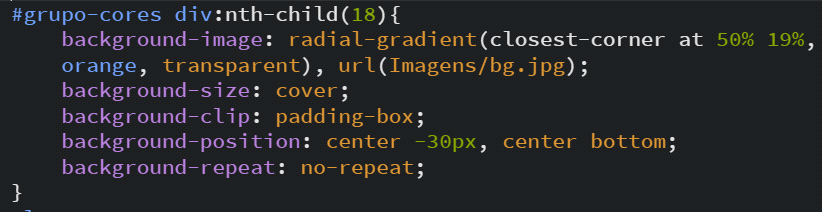 #grupo-cores div:nth-child(18){
background-image: radial-gradient(closest-corner at 50% 19%,
orange, transparent), url(Imagens/bg.jpg);
background-size: cover;
background-clip: padding-box;
background-position: center -30px, center bottom;
background-repeat: no-repeat;
}